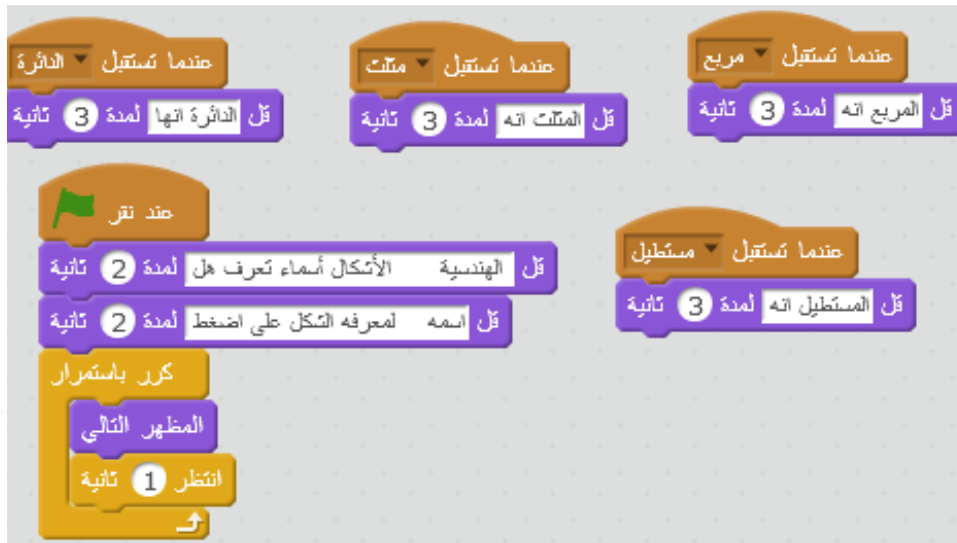 عندما تستقبل مربع
قل المربع انه لمدة 3 ثانية
عندما تستقبل مثلث
قل المثلث انه لمدة 3 ثانية
عندما تستقبل الدائرة
قل الدائرة انها لمدة 3 ثانية
عندما تستقبل مستطيل
قل المستطيل انه لمدة 3 ثانية
عند نقر
قل الهندسية الأشكال أسماء تعرف هل لمدة 2 ثانية
قل اسمه لمعرفه الشكل على اضغط لمدة 2 ثانية
كرر باستمرار
المظهر التالي
انتظر 1 ثانية